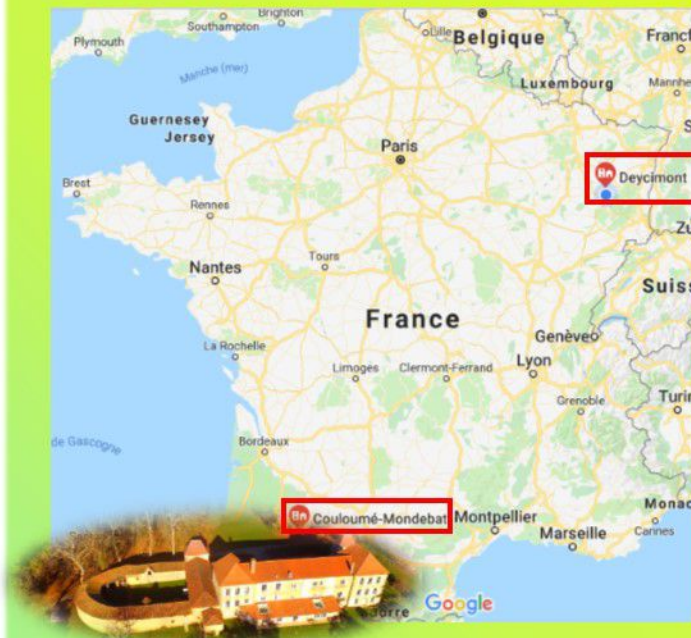 Brighton
Southampton
Plymouth
Lille
Belgique
Francf
Manche (mer)
Luxembourg
Mannhe
Guernesey
Jersey
S
Paris
Deycimont
Brest
Rennes
Zu
Tours
Nantes
Suiss
France
Genève
La Rochelle
Lyon
Limoges
Clermont-Ferrand
Grenoble
Turin
de Gascogne
Bordeaux
Monac
Couloumé-Mondebat
Montpellier
Marseille
Cannes
Google